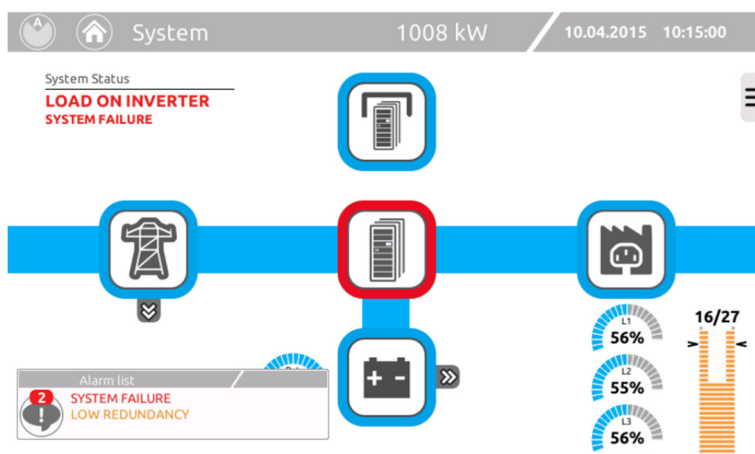 A
System
1008 kW
10.04.2015 10:15:00
System Status
LOAD ON INVERTER
SYSTEM FAILURE
L1
56%
16/27
L2
55%
L3
56%
Alarm list
2
SYSTEM FAILURE
LOW REDUNDANCY